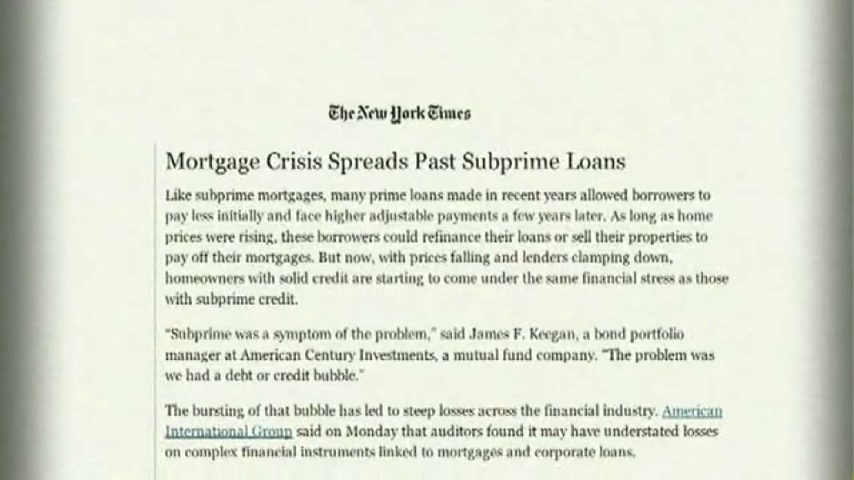 The New York Times
Mortgage Crisis Spreads Past Subprime Loans
Like subprime mortgages, many prime loans made in recent years allowed borrowers to
pay less initially and face higher adjustable payments a few years later. As long as home
prices were rising, these borrowers could refinance their loans or sell their properties to
pay off their mortgages. But now, with prices falling and lenders clamping down,
homeowners with solid credit are starting to come under the same financial stress as those
with subprime credit.
“Subprime was a symptom of the problem,” said James F. Keegan, a bond portfolio
manager at American Century Investments, a mutual fund company. “The problem was
we had a debt or credit bubble.”
The bursting of that bubble has led to steep losses across the financial industry. American
International Group said on Monday that auditors found it may have understated losses
on complex financial instruments linked to mortgages and corporate loans.